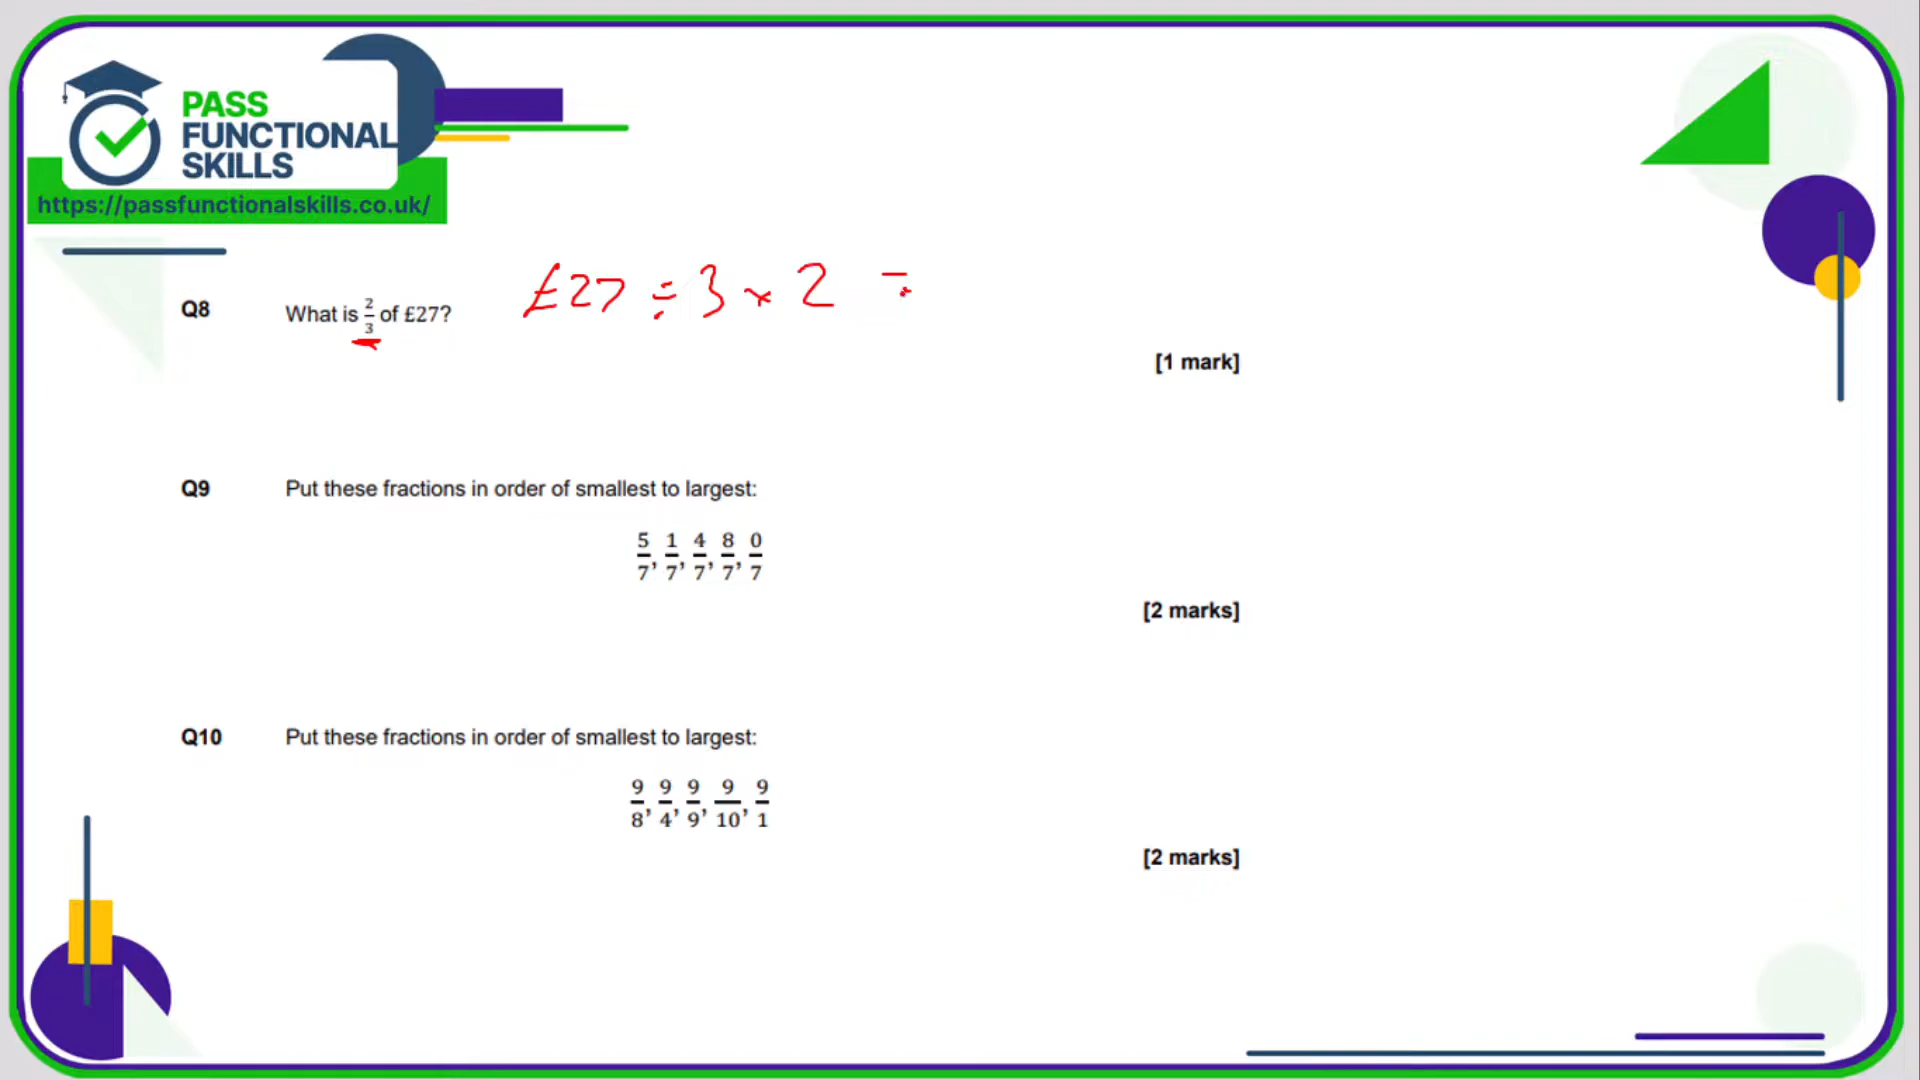 PASS
FUNCTIONAL
SKILLS
https://passfunctionalskills.co.uk/
£27 ÷ 3 × 2 =
Q8 What is 2/3 of £27?
[1 mark]
Q9 Put these fractions in order of smallest to largest:
5/7, 1/7, 4/7, 8/7, 0/7
[2 marks]
Q10 Put these fractions in order of smallest to largest:
9/8, 9/4, 9/9, 9/10, 9/1
[2 marks]